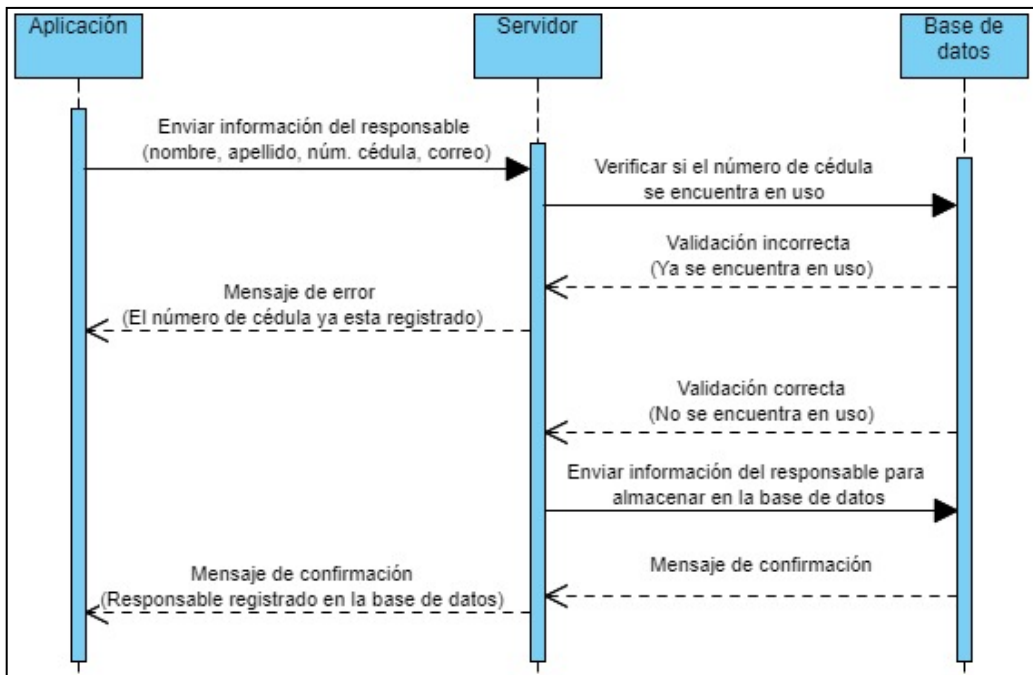 Aplicación
Servidor
Base de
datos
Enviar información del responsable
(nombre, apellido, núm. cédula, correo)
Verificar si el número de cédula
se encuentra en uso
Validación incorrecta
(Ya se encuentra en uso)
Mensaje de error
(El número de cédula ya esta registrado)
Validación correcta
(No se encuentra en uso)
Enviar información del responsable para
almacenar en la base de datos
Mensaje de confirmación
Mensaje de confirmación
(Responsable registrado en la base de datos)